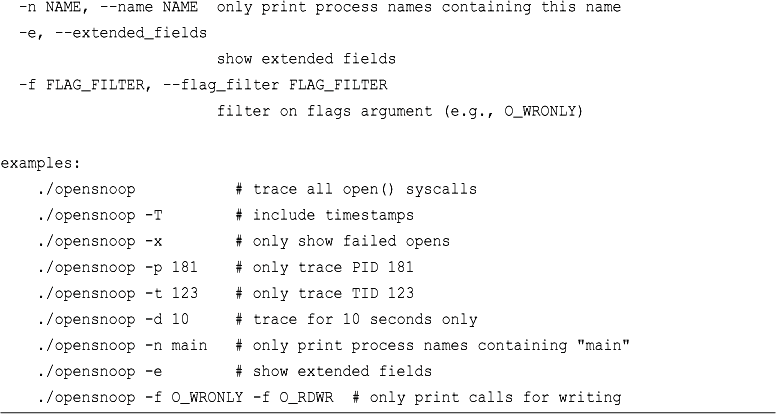 -n NAME, --name NAME  only print process names containing this name
-e, --extended_fields
show extended fields
-f FLAG_FILTER, --flag_filter FLAG_FILTER
filter on flags argument (e.g., O_WRONLY)
examples:
./opensnoop           # trace all open() syscalls
./opensnoop -T        # include timestamps
./opensnoop -x        # only show failed opens
./opensnoop -p 181    # only trace PID 181
./opensnoop -t 123    # only trace TID 123
./opensnoop -d 10     # trace for 10 seconds only
./opensnoop -n main   # only print process names containing "main"
./opensnoop -e        # show extended fields
./opensnoop -f O_WRONLY -f O_RDWR  # only print calls for writing